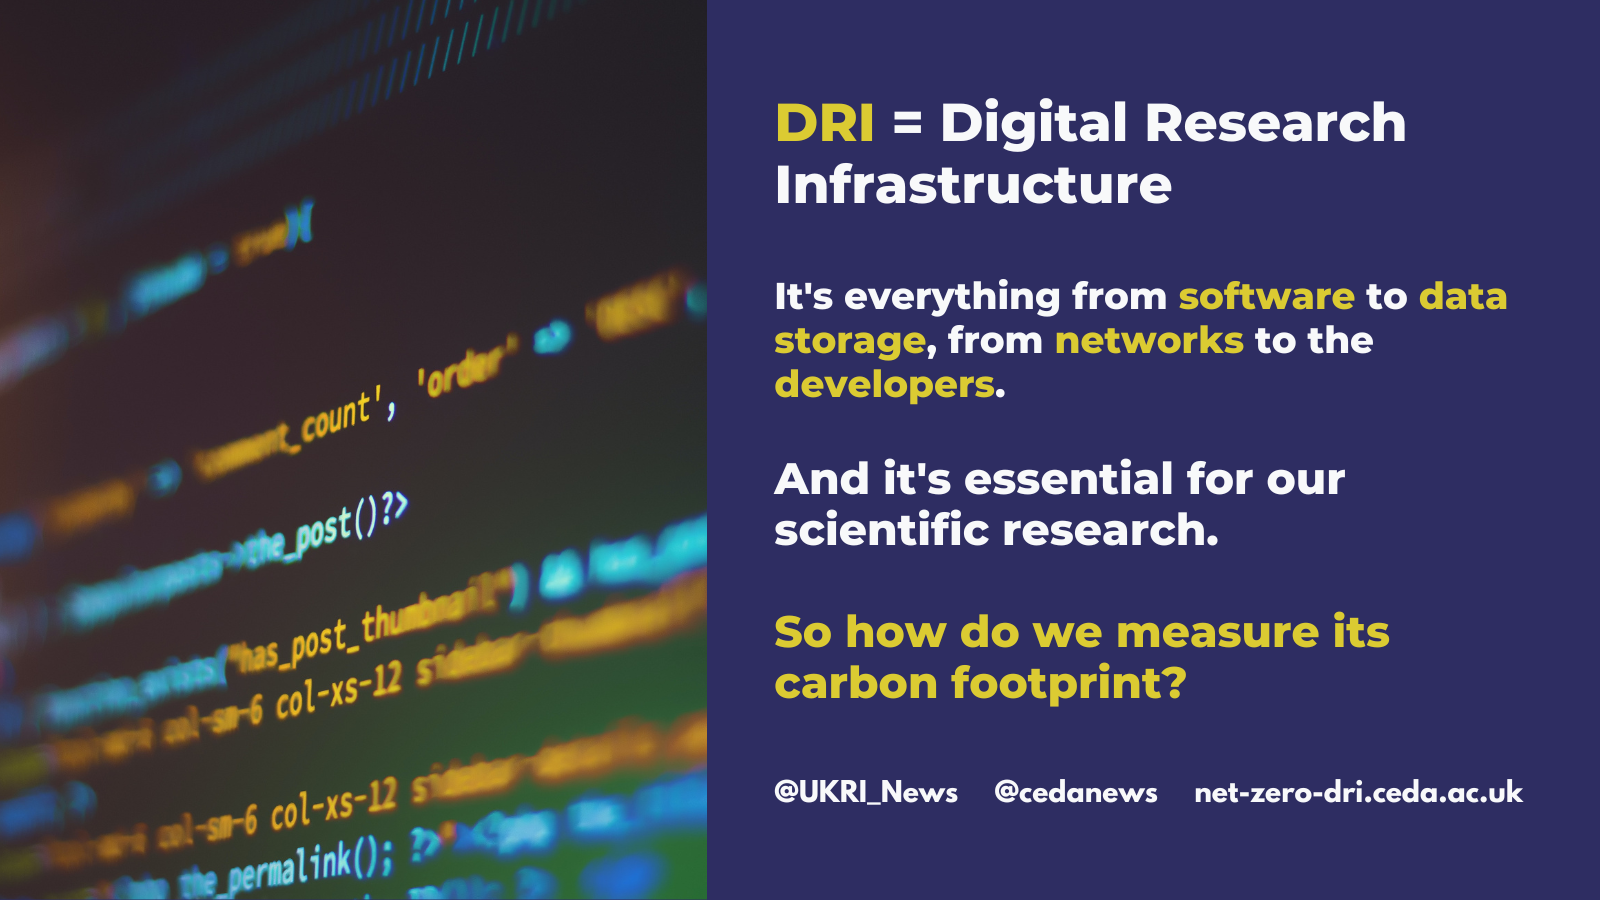 'comment_count', 'order' =>
the_post()?>
"has_post_thumbnail")
col-sm-6 col-xs-12 sidebar
col-sm-6 col-xs-12 sidebar
the_permalink(); ?>
DRI = Digital Research
Infrastructure
It's everything from software to data
storage, from networks to the
developers.
And it's essential for our
scientific research.
So how do we measure its
carbon footprint?
@UKRI_News @cedanews net-zero-dri.ceda.ac.uk